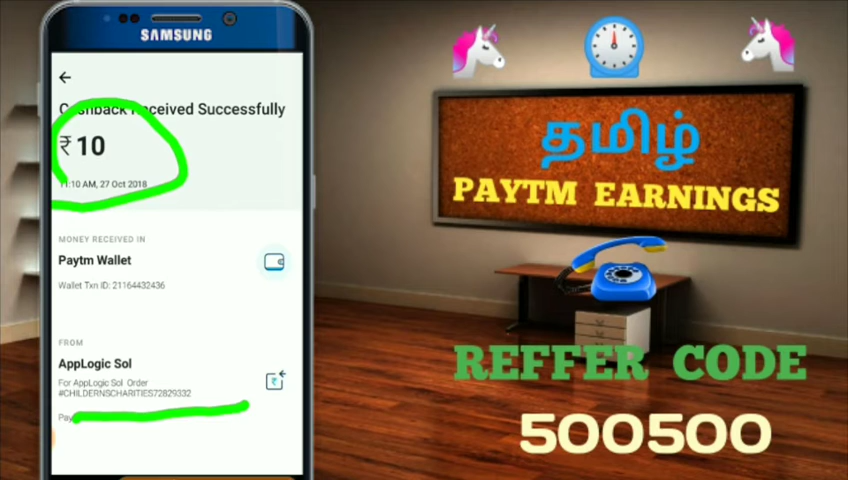 SAMSUNG
Cashback Received Successfully
₹10
11:10 AM, 27 Oct 2018
MONEY RECEIVED IN
Paytm Wallet
Wallet Txn ID: 21164432436
FROM
AppLogic Sol
For AppLogic Sol Order
#CHILDERNSCHARITIES72829332
தமிழ்
PAYTM EARNINGS
REFFER CODE
500500